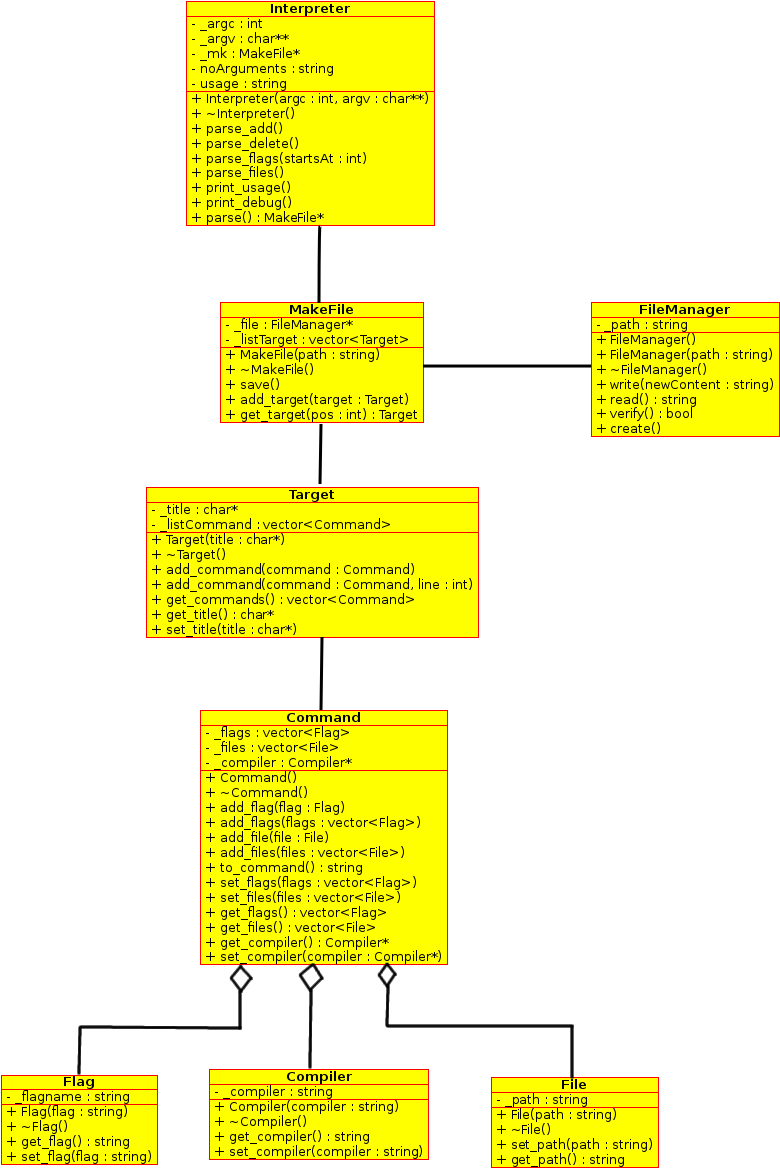 Interpreter
- _argc : int
- _argv : char**
- _mk : MakeFile*
- noArguments : string
- usage : string
+ Interpreter(argc : int, argv : char**)
+ ~Interpreter()
+ parse_add()
+ parse_delete()
+ parse_flags(startsAt : int)
+ parse_files()
+ print_usage()
+ print_debug()
+ parse() : MakeFile*
MakeFile
- _file : FileManager*
- _listTarget : vector<Target>
+ MakeFile(path : string)
+ ~MakeFile()
+ save()
+ add_target(target : Target)
+ get_target(pos : int) : Target
FileManager
- _path : string
+ FileManager()
+ FileManager(path : string)
+ ~FileManager()
+ write(newContent : string)
+ read() : string
+ verify() : bool
+ create()
Target
- _title : char*
- _listCommand : vector<Command>
+ Target(title : char*)
+ ~Target()
+ add_command(command : Command)
+ add_command(command : Command, line : int)
+ get_commands() : vector<Command>
+ get_title() : char*
+ set_title(title : char*)
Command
- _flags : vector<Flag>
- _files : vector<File>
- _compiler : Compiler*
+ Command()
+ ~Command()
+ add_flag(flag : Flag)
+ add_flags(flags : vector<Flag>)
+ add_file(file : File)
+ add_files(files : vector<File>)
+ to_command() : string
+ set_flags(flags : vector<Flag>)
+ set_files(files : vector<File>)
+ get_flags() : vector<Flag>
+ get_files() : vector<File>
+ get_compiler() : Compiler*
+ set_compiler(compiler : Compiler*)
Flag
- _flagname : string
+ Flag(flag : string)
+ ~Flag()
+ get_flag() : string
+ set_flag(flag : string)
Compiler
- _compiler : string
+ Compiler(compiler : string)
+ ~Compiler()
+ get_compiler() : string
+ set_compiler(compiler : string)
File
- _path : string
+ File(path : string)
+ ~File()
+ set_path(path : string)
+ get_path() : string